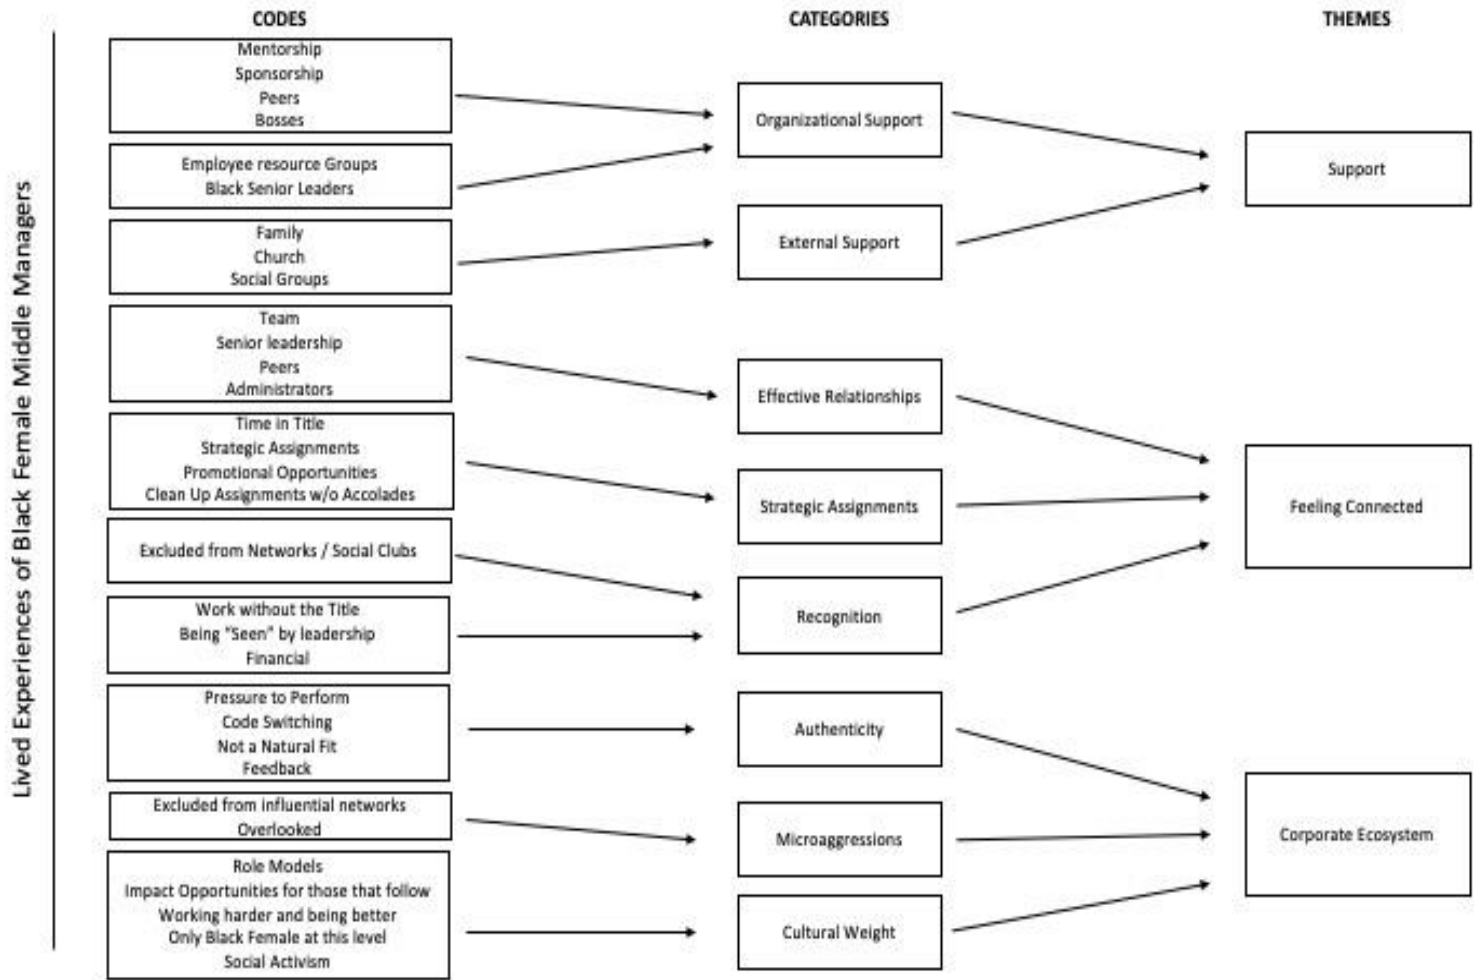 CODES
CATEGORIES
THEMES
Lived Experiences of Black Female Middle Managers
Mentorship
Sponsorship
Peers
Bosses
Employee resource Groups
Black Senior Leaders
Family
Church
Social Groups
Team
Senior leadership
Peers
Administrators
Time in Title
Strategic Assignments
Promotional Opportunities
Clean Up Assignments w/o Accolades
Excluded from Networks / Social Clubs
Work without the Title
Being "Seen" by leadership
Financial
Pressure to Perform
Code Switching
Not a Natural Fit
Feedback
Excluded from influential networks
Overlooked
Role Models
Impact Opportunities for those that follow
Working harder and being better
Only Black Female at this level
Social Activism
Organizational Support
External Support
Effective Relationships
Strategic Assignments
Recognition
Authenticity
Microaggressions
Cultural Weight
Support
Feeling Connected
Corporate Ecosystem